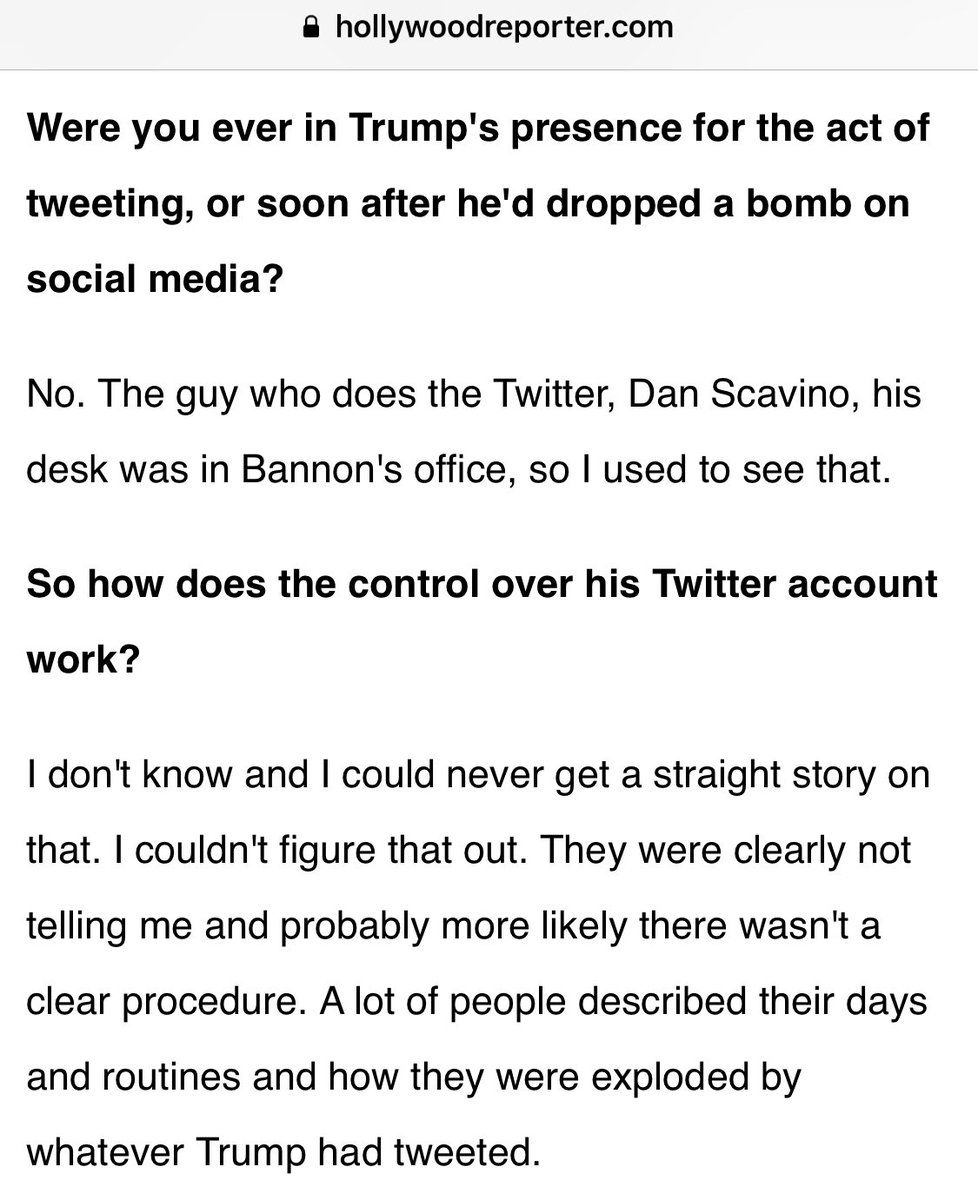 hollywoodreporter.com
Were you ever in Trump's presence for the act of
tweeting, or soon after he'd dropped a bomb on
social media?
No. The guy who does the Twitter, Dan Scavino, his
desk was in Bannon's office, so I used to see that.
So how does the control over his Twitter account
work?
I don't know and I could never get a straight story on
that. I couldn't figure that out. They were clearly not
telling me and probably more likely there wasn't a
clear procedure. A lot of people described their days
and routines and how they were exploded by
whatever Trump had tweeted.